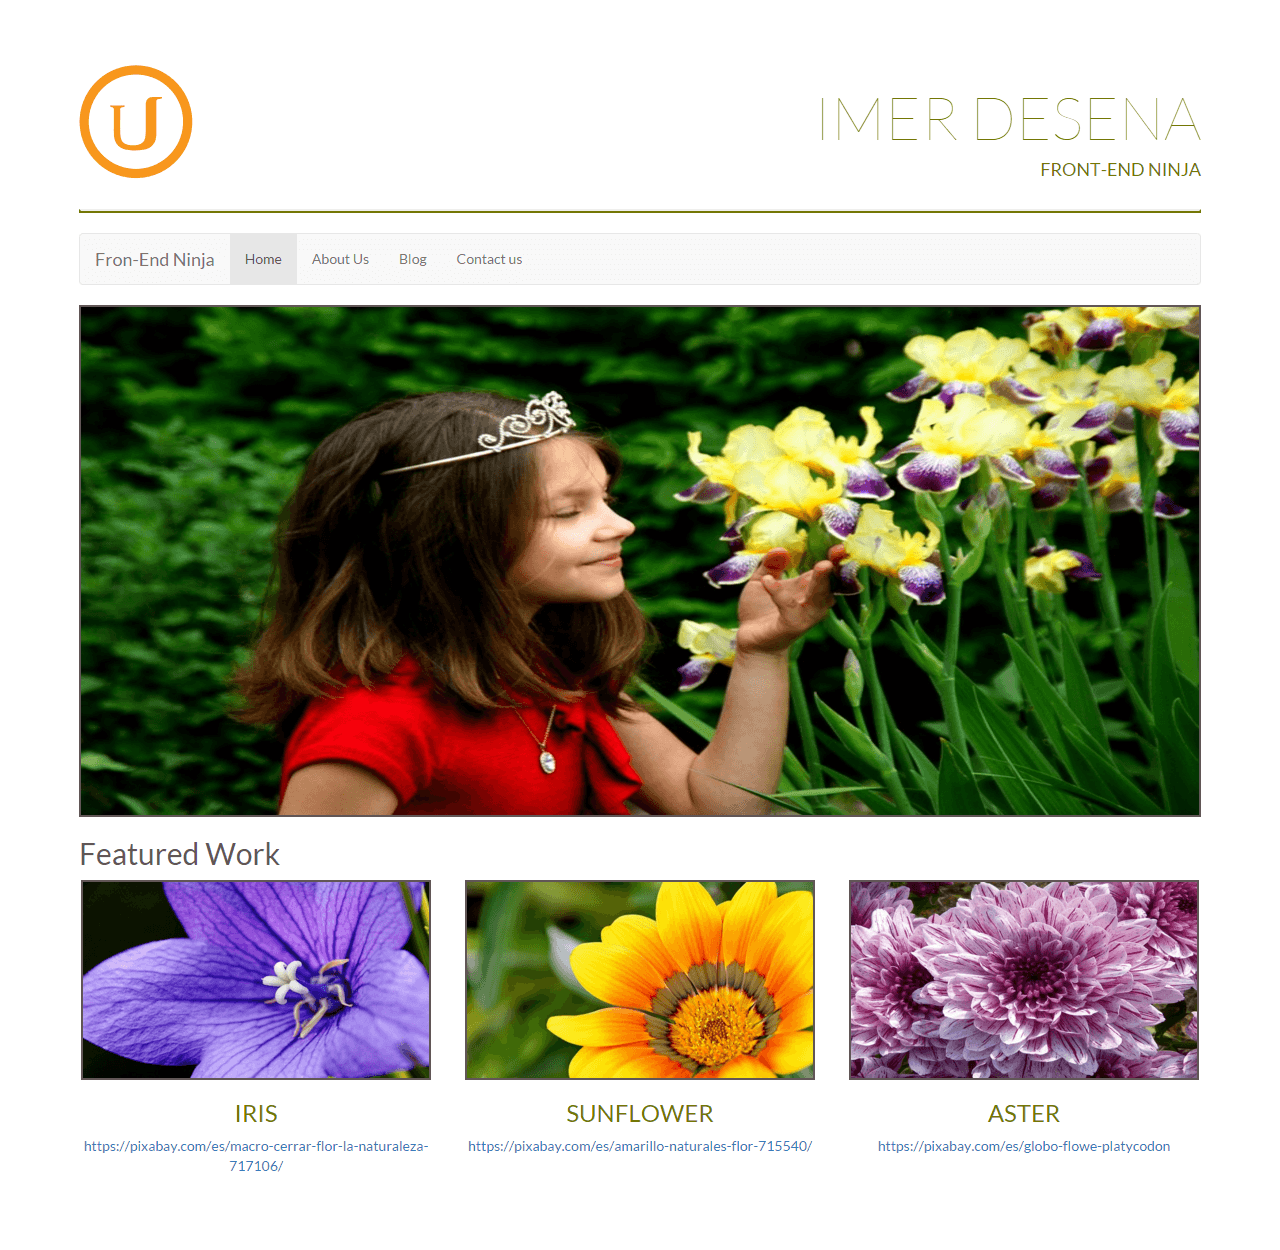 U
IMER DESENA
FRONT-END NINJA
Fron-End Ninja Home About Us Blog Contact us
Featured Work
IRIS
https://pixabay.com/es/macro-cerrar-flor-la-naturaleza-
717106/
SUNFLOWER
https://pixabay.com/es/amarillo-naturales-flor-715540/
ASTER
https://pixabay.com/es/globo-flowe-platycodon